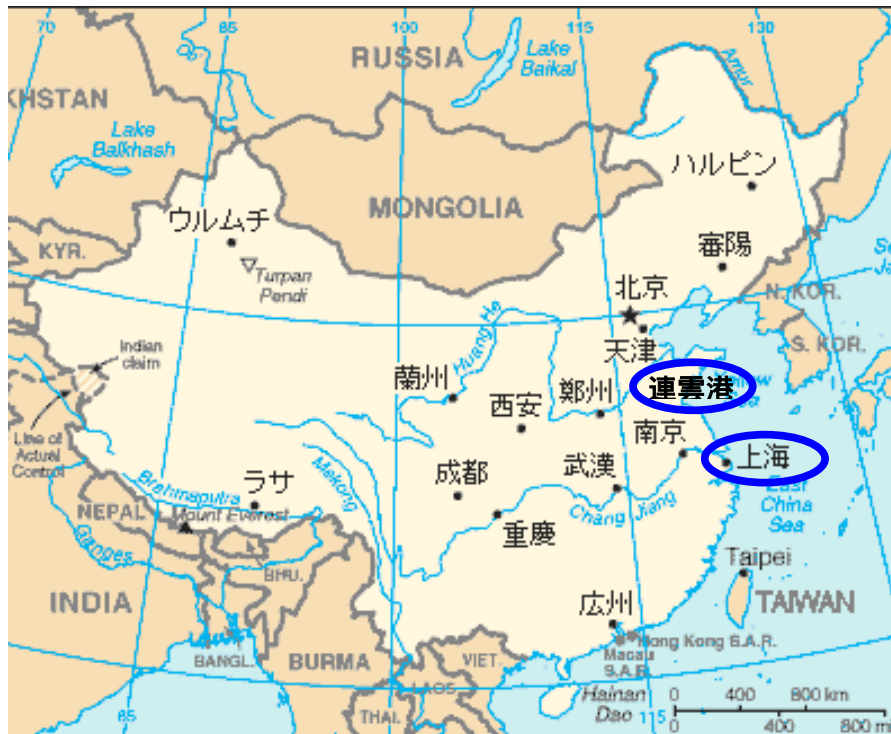 70
85
100
115
130
RUSSIA
Lake
Baikal
Amur
KHSTAN
Lake
Balkhash
ハルビン
MONGOLIA
ウルムチ
審陽
KYR.
Turpan
Pendi
北京
N. KOR.
天津
S. KOR.
Huang He
Indian
claim
蘭州
鄭州
連雲港
西安
Line of
Actual
Control
南京
上海
武漢
成都
Mekong
ラサ
Brahmaputra
East
China
Sea
NEPAL
Mount Everest
重慶
Chang Jiang
Ganges
BHU.
Taipei
INDIA
広州
TAIWAN
Hong Kong S.A.R.
Macau
S.A.R.
BANGL.
BURMA
VIET.
LAOS
Hainan
Dao
0 400 800 km
85
THAI.
115
0 400 800 mi